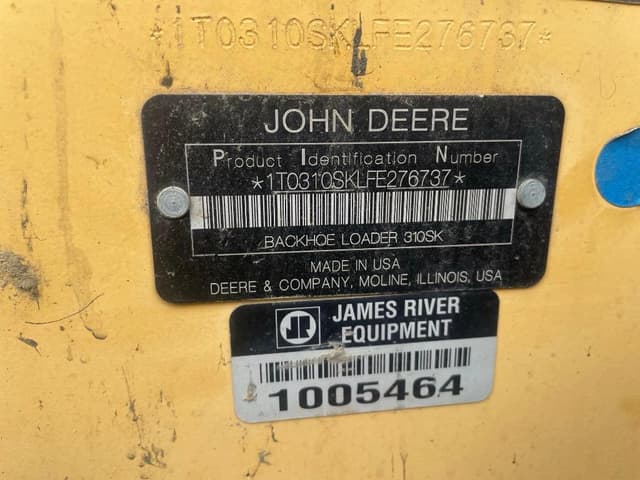 *1T0310SKLFE276737*
JOHN DEERE
Product Identification Number
*1T0310SKLFE276737*
BACKHOE LOADER 310SK
MADE IN USA
DEERE & COMPANY, MOLINE, ILLINOIS, USA
JR
JAMES RIVER
EQUIPMENT
1005464